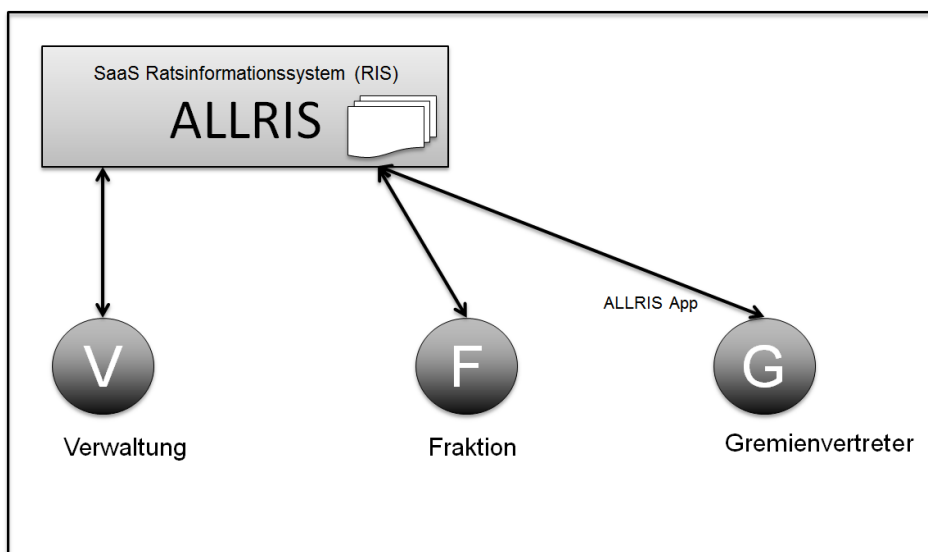 SaaS Ratsinformationssystem (RIS)
ALLRIS
ALLRIS App
V
F
G
Verwaltung
Fraktion
Gremienvertreter